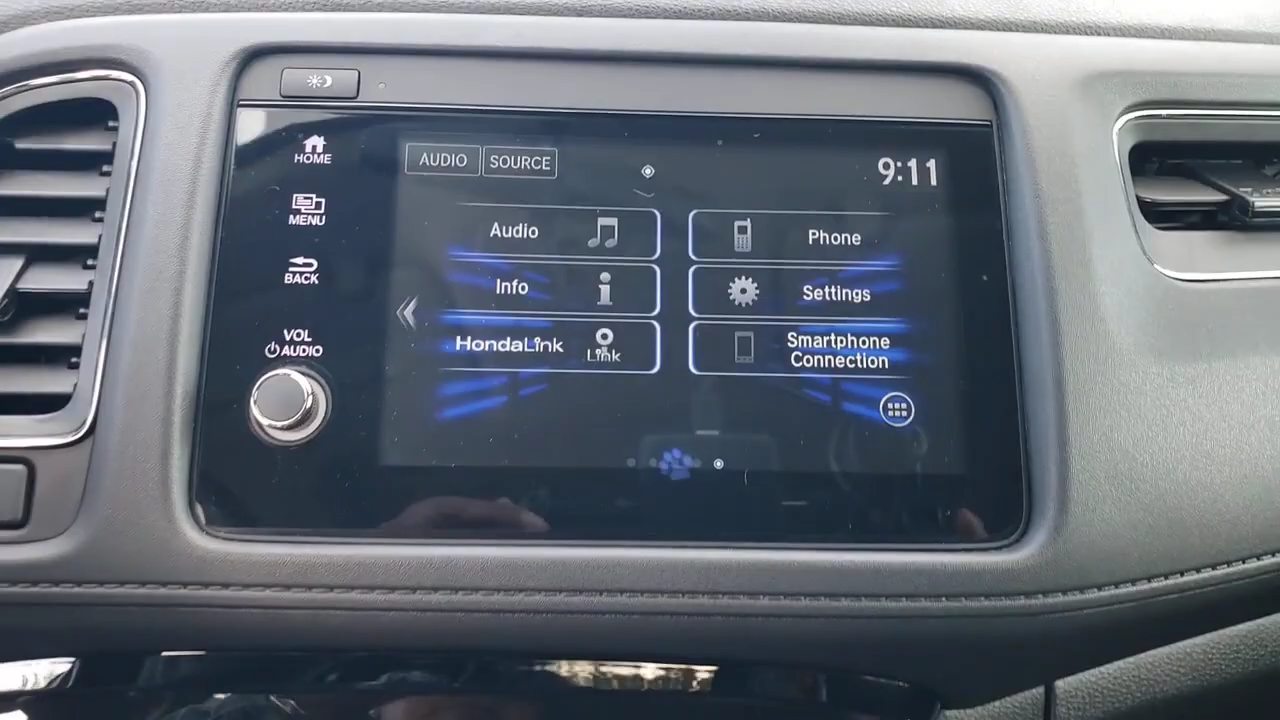 HOME
MENU
BACK
VOL
AUDIO
AUDIO SOURCE
9:11
Audio
Phone
Info
Settings
HondaLink
Link
Smartphone
Connection